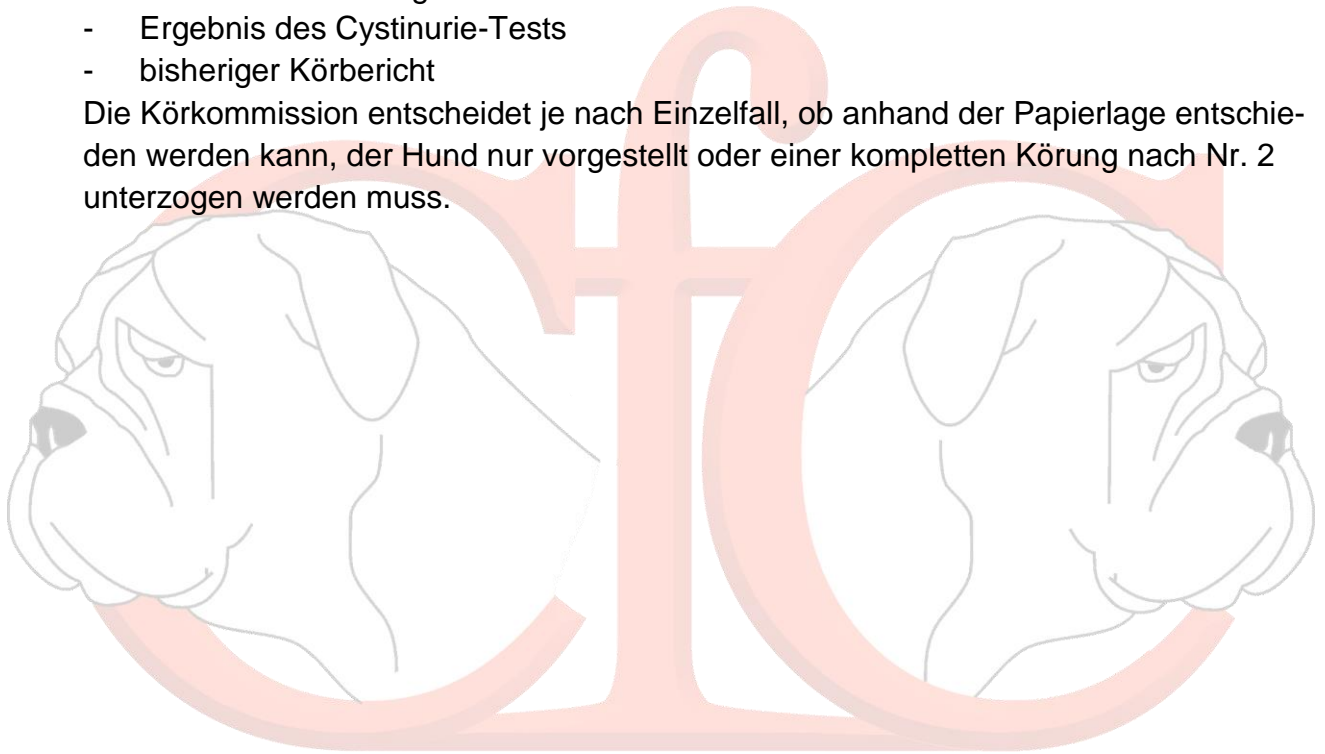 - Ergebnis des Cystinurie-Tests
- bisheriger Körbericht
Die Körkommission entscheidet je nach Einzelfall, ob anhand der Papierlage entschie-
den werden kann, der Hund nur vorgestellt oder einer kompletten Körung nach Nr. 2
unterzogen werden muss.
CfC